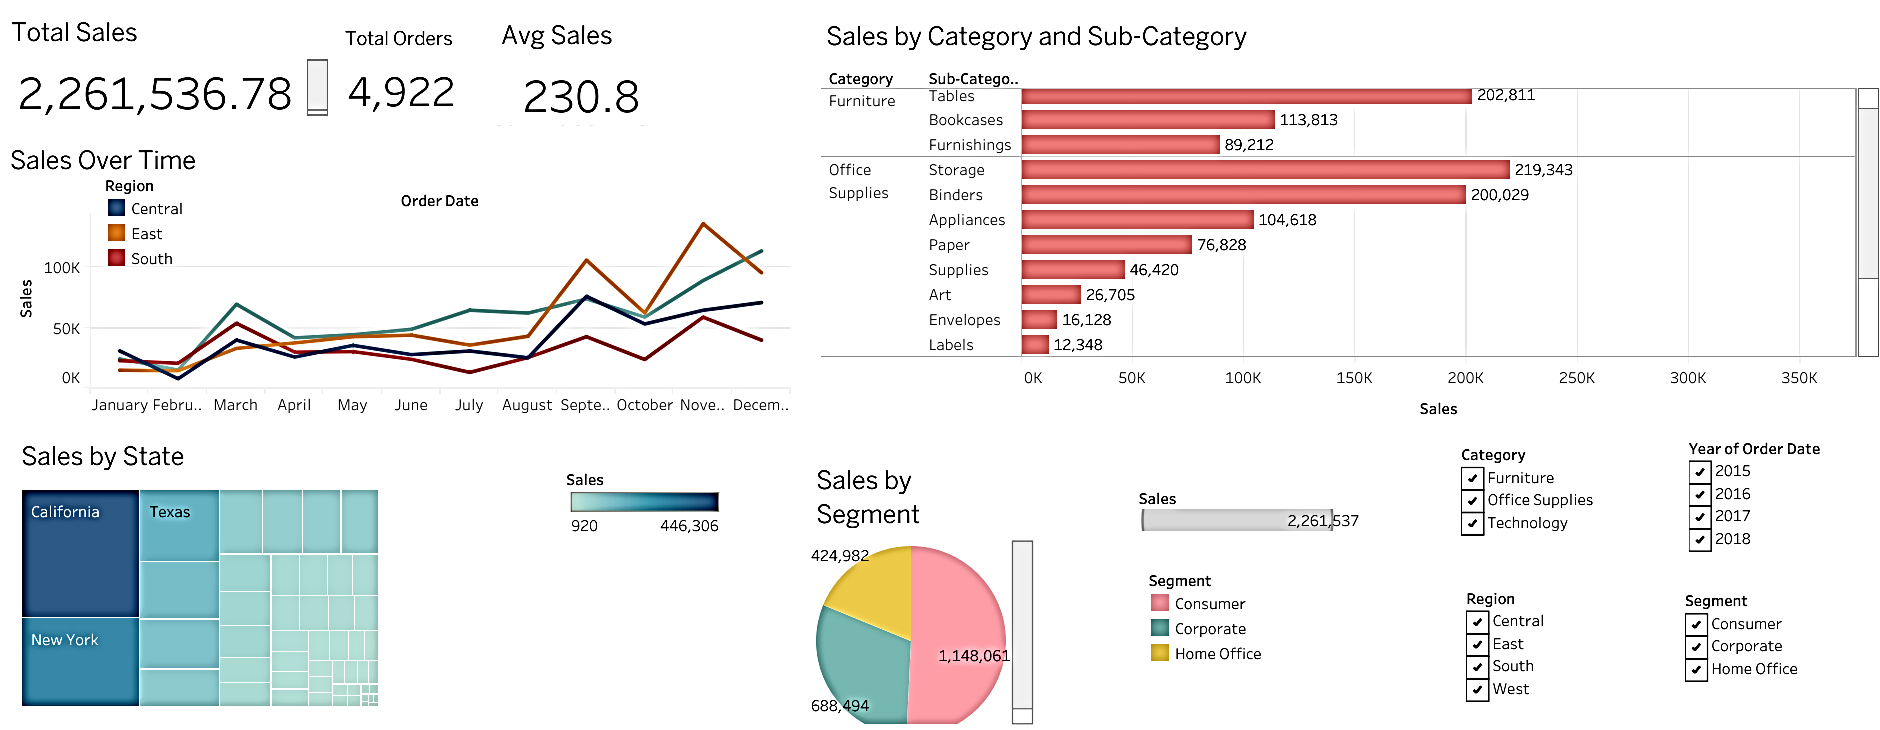 Total Sales
2,261,536.78
Total Orders
4,922
Avg Sales
230.8
Sales Over Time
Region
Central
East
South
Order Date
Sales
100K
50K
0K
January Febru.. March April May June July August Septe.. October Nove.. Decem..
Sales by Category and Sub-Category
Category Sub-Catego..
Furniture Tables 202,811
Bookcases 113,813
Furnishings 89,212
Office Storage 219,343
Supplies Binders 200,029
Appliances 104,618
Paper 76,828
Supplies 46,420
Art 26,705
Envelopes 16,128
Labels 12,348
0K 50K 100K 150K 200K 250K 300K 350K
Sales
Sales by State
California
Texas
New York
Sales
920 446,306
Sales by
Segment
424,982
1,148,061
688,494
Sales
2,261,537
Segment
Consumer
Corporate
Home Office
Category
Furniture
Office Supplies
Technology
Year of Order Date
2015
2016
2017
2018
Region
Central
East
South
West
Segment
Consumer
Corporate
Home Office